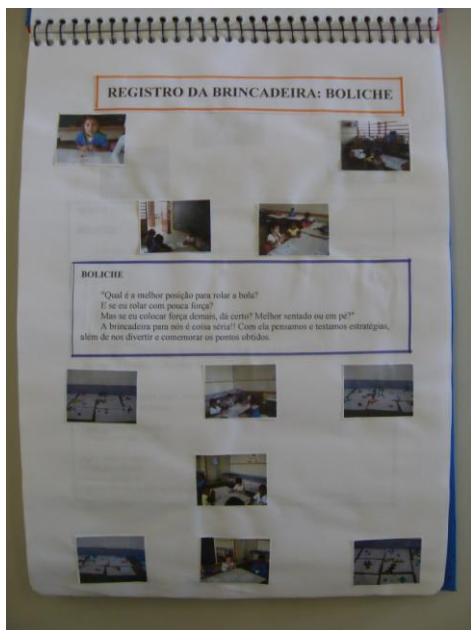 REGISTRO DA BRINCADEIRA: BOLICHE
BOLICHE
"Qual é a melhor posição para rolar a bola?
E se eu rolar com pouca força?
Mas se eu colocar força demais, dá certo? Melhor sentado ou em pé?"
A brincadeira para nós é coisa séria!! Com ela pensamos e testamos estratégias,
além de nos divertir e comemorar os pontos obtidos.